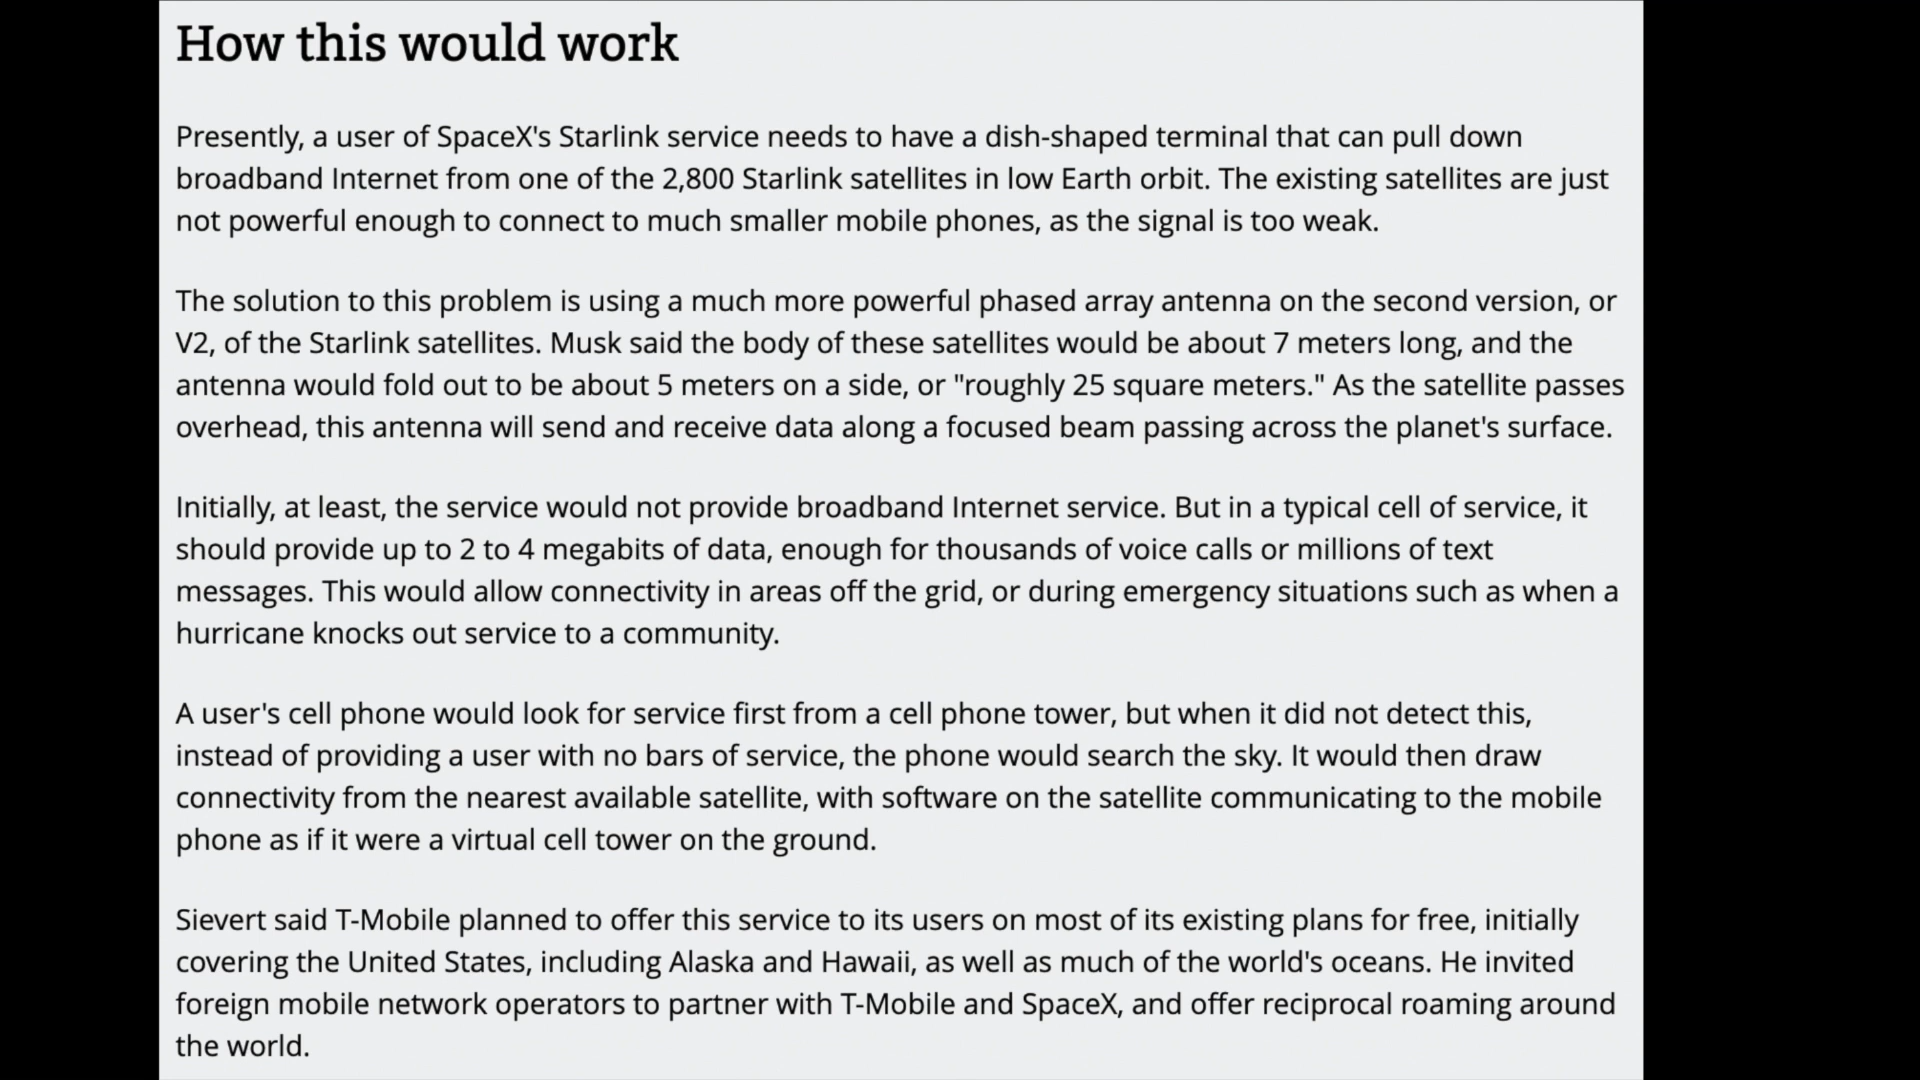 How this would work
Presently, a user of SpaceX's Starlink service needs to have a dish-shaped terminal that can pull down
broadband Internet from one of the 2,800 Starlink satellites in low Earth orbit. The existing satellites are just
not powerful enough to connect to much smaller mobile phones, as the signal is too weak.
The solution to this problem is using a much more powerful phased array antenna on the second version, or
V2, of the Starlink satellites. Musk said the body of these satellites would be about 7 meters long, and the
antenna would fold out to be about 5 meters on a side, or "roughly 25 square meters." As the satellite passes
overhead, this antenna will send and receive data along a focused beam passing across the planet's surface.
Initially, at least, the service would not provide broadband Internet service. But in a typical cell of service, it
should provide up to 2 to 4 megabits of data, enough for thousands of voice calls or millions of text
messages. This would allow connectivity in areas off the grid, or during emergency situations such as when a
hurricane knocks out service to a community.
A user's cell phone would look for service first from a cell phone tower, but when it did not detect this,
instead of providing a user with no bars of service, the phone would search the sky. It would then draw
connectivity from the nearest available satellite, with software on the satellite communicating to the mobile
phone as if it were a virtual cell tower on the ground.
Sievert said T-Mobile planned to offer this service to its users on most of its existing plans for free, initially
covering the United States, including Alaska and Hawaii, as well as much of the world's oceans. He invited
foreign mobile network operators to partner with T-Mobile and SpaceX, and offer reciprocal roaming around
the world.